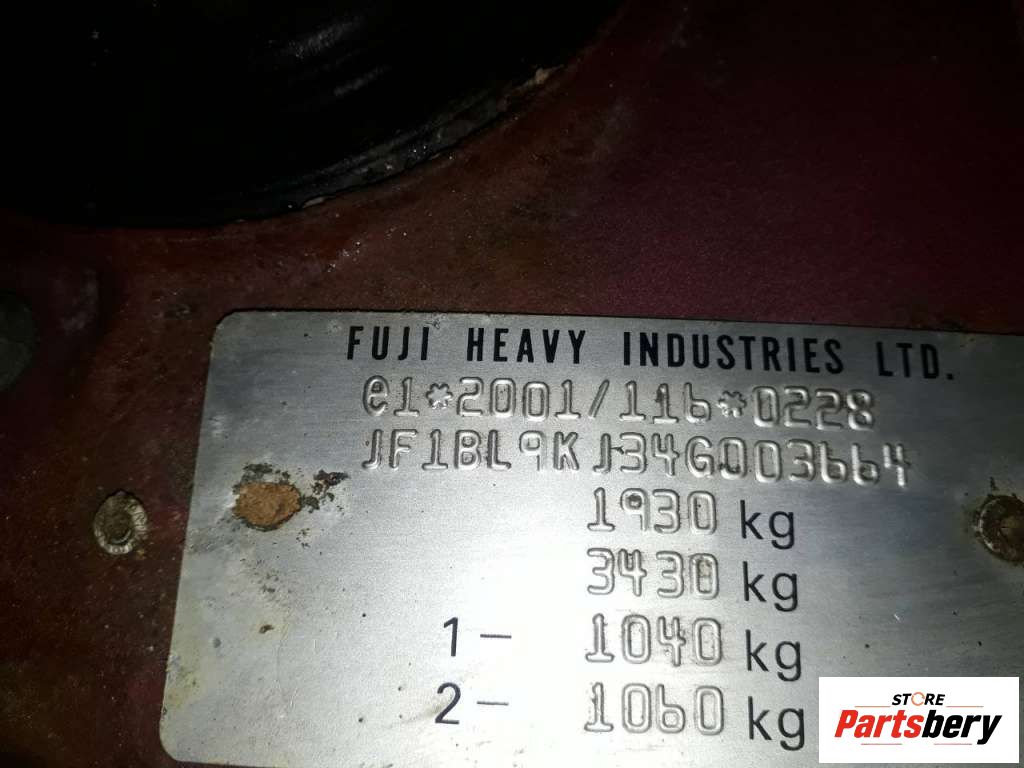 FUJI HEAVY INDUSTRIES LTD.
e1*2001/116*0228
JF1BL9KJ34G003664
1930 kg
3430 kg
1- 1040 kg
2- 1060 kg
STORE
Partsbery